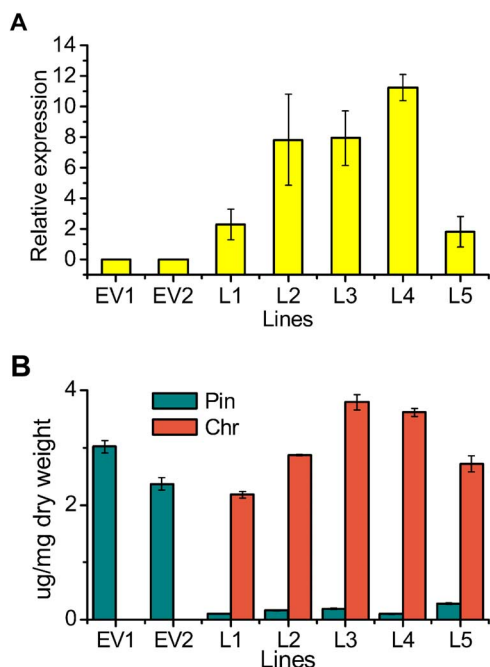 A
Relative expression
14
12
10
8
6
4
2
0
EV1 EV2 L1 L2 L3 L4 L5
Lines
B
ug/mg dry weight
4
2
0
Pin
Chr
EV1 EV2 L1 L2 L3 L4 L5
Lines